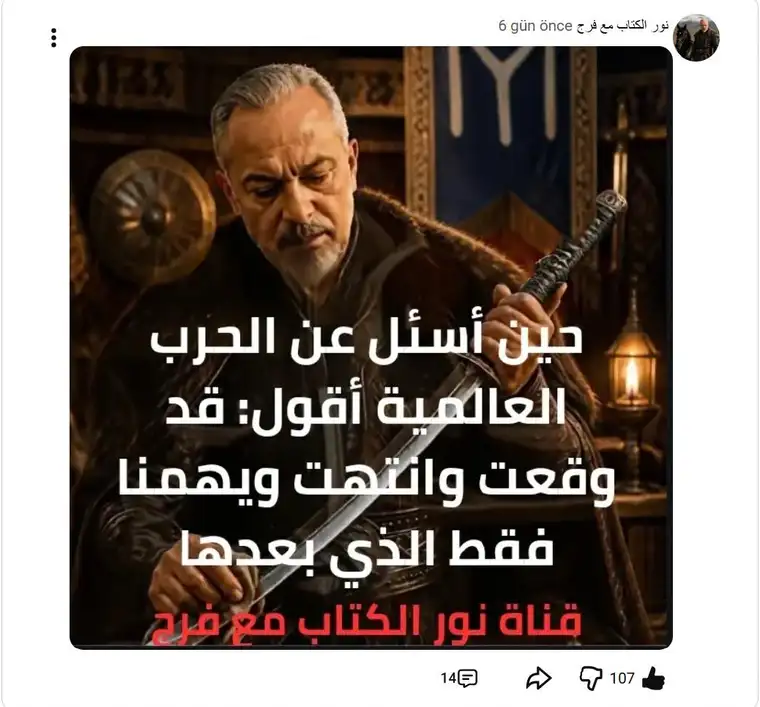 نور الكتاب مع فرج 6 gün önce
حين أسئل عن الحرب
العالمية أقول: قد
وقعت وانتهت ويهمنا
فقط الذي بعدها
قناة نور الكتاب مع فرج
107
14